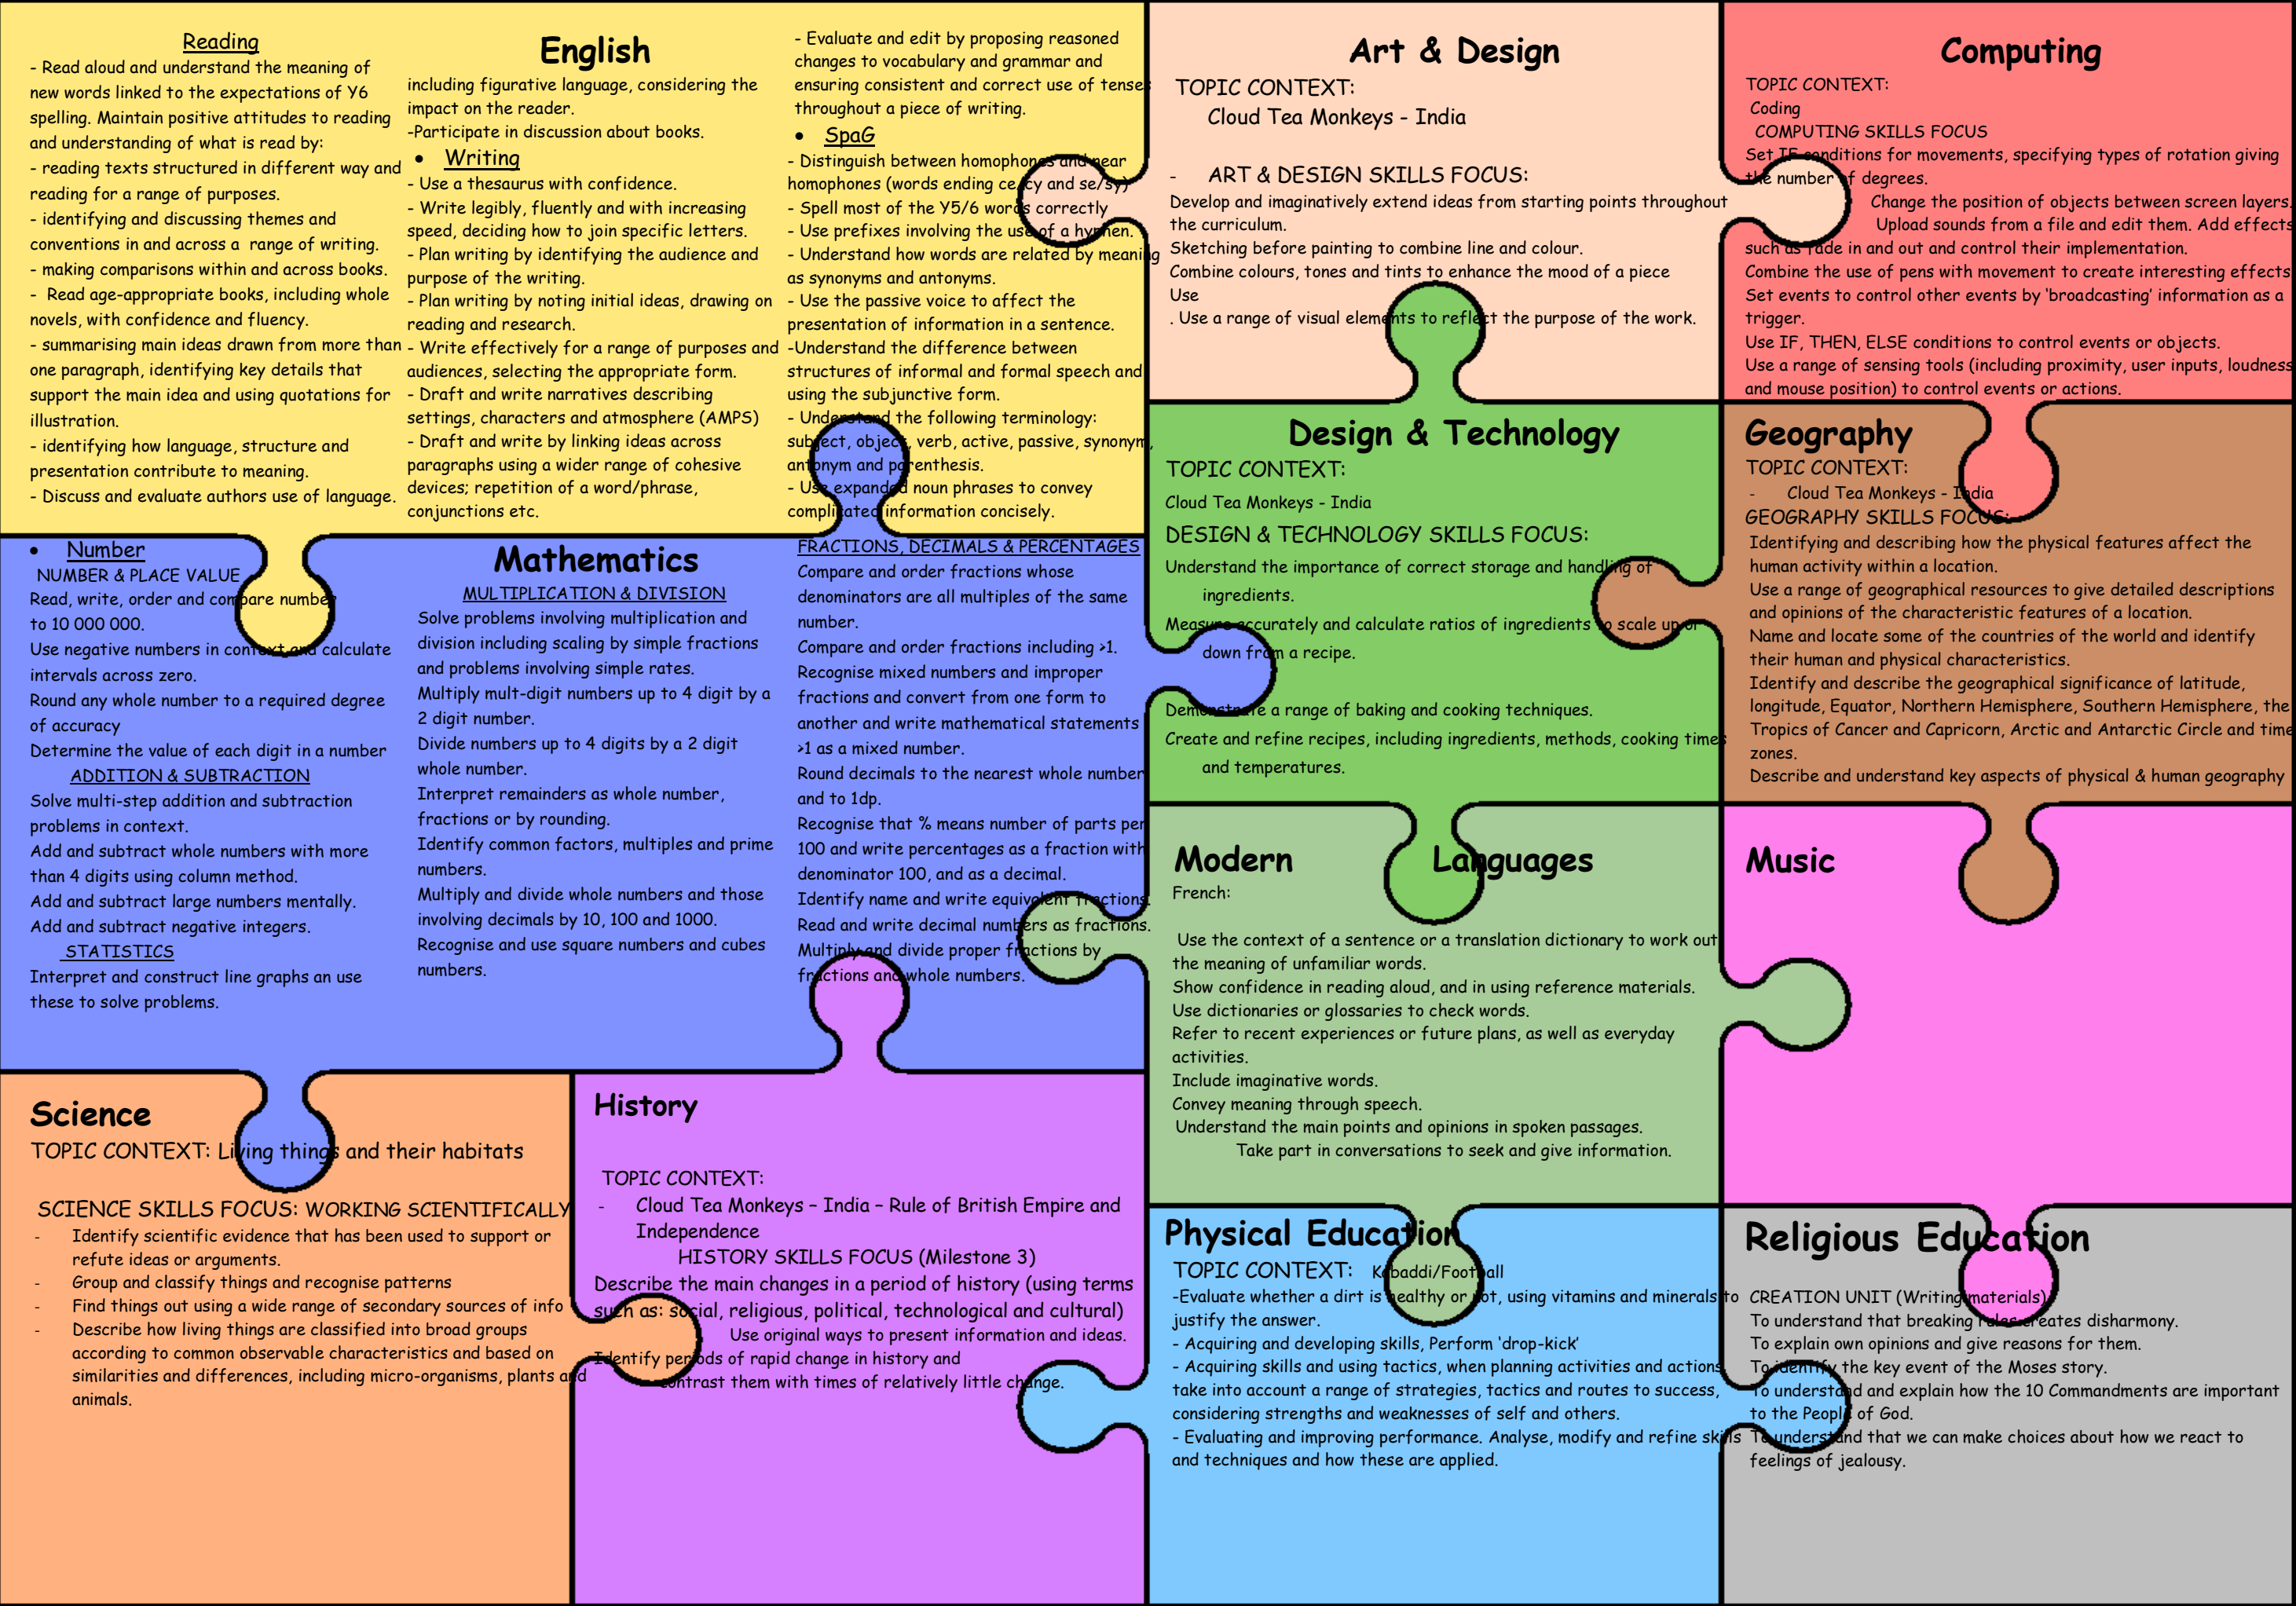 Reading
- Read aloud and understand the meaning of
new words linked to the expectations of Y6
spelling. Maintain positive attitudes to reading
and understanding of what is read by:
- reading texts structured in different way and
reading for a range of purposes.
- identifying and discussing themes and
conventions in and across a range of writing.
- making comparisons within and across books.
- Read age-appropriate books, including whole
novels, with confidence and fluency.
- summarising main ideas drawn from more than
one paragraph, identifying key details that
support the main idea and using quotations for
illustration.
- identifying how language, structure and
presentation contribute to meaning.
- Discuss and evaluate authors use of language.
English
including figurative language, considering the
impact on the reader.
-Participate in discussion about books.
• Writing
- Use a thesaurus with confidence.
- Write legibly, fluently and with increasing
speed, deciding how to join specific letters.
- Plan writing by identifying the audience and
purpose of the writing.
- Plan writing by noting initial ideas, drawing on
reading and research.
- Write effectively for a range of purposes and
audiences, selecting the appropriate form.
- Draft and write narratives describing
settings, characters and atmosphere (AMPS)
- Draft and write by linking ideas across
paragraphs using a wider range of cohesive
devices; repetition of a word/phrase,
conjunctions etc.
- Evaluate and edit by proposing reasoned
changes to vocabulary and grammar and
ensuring consistent and correct use of tenses
throughout a piece of writing.
• SpaG
- Distinguish between homophones and near
homophones (words ending ce/cy and se/sy)
- Spell most of the Y5/6 words correctly
- Use prefixes involving the use of a hyphen.
- Understand how words are related by meaning
as synonyms and antonyms.
- Use the passive voice to affect the
presentation of information in a sentence.
-Understand the difference between
structures of informal and formal speech and
using the subjunctive form.
- Understand the following terminology:
subject, object, verb, active, passive, synonym,
antonym and parenthesis.
- Use expanded noun phrases to convey
complicated information concisely.
Art & Design
TOPIC CONTEXT:
Cloud Tea Monkeys - India
- ART & DESIGN SKILLS FOCUS:
Develop and imaginatively extend ideas from starting points throughout
the curriculum.
Sketching before painting to combine line and colour.
Combine colours, tones and tints to enhance the mood of a piece
Use
. Use a range of visual elements to reflect the purpose of the work.
Computing
TOPIC CONTEXT:
Coding
COMPUTING SKILLS FOCUS
Set IF conditions for movements, specifying types of rotation giving
the number of degrees.
Change the position of objects between screen layers.
Upload sounds from a file and edit them. Add effects
such as fade in and out and control their implementation.
Combine the use of pens with movement to create interesting effects
Set events to control other events by 'broadcasting' information as a
trigger.
Use IF, THEN, ELSE conditions to control events or objects.
Use a range of sensing tools (including proximity, user inputs, loudness
and mouse position) to control events or actions.
• Number
NUMBER & PLACE VALUE
Read, write, order and compare number
to 10 000 000.
Use negative numbers in context and calculate
intervals across zero.
Round any whole number to a required degree
of accuracy
Determine the value of each digit in a number
ADDITION & SUBTRACTION
Solve multi-step addition and subtraction
problems in context.
Add and subtract whole numbers with more
than 4 digits using column method.
Add and subtract large numbers mentally.
Add and subtract negative integers.
STATISTICS
Interpret and construct line graphs an use
these to solve problems.
Mathematics
MULTIPLICATION & DIVISION
Solve problems involving multiplication and
division including scaling by simple fractions
and problems involving simple rates.
Multiply mult-digit numbers up to 4 digit by a
2 digit number.
Divide numbers up to 4 digits by a 2 digit
whole number.
Interpret remainders as whole number,
fractions or by rounding.
Identify common factors, multiples and prime
numbers.
Multiply and divide whole numbers and those
involving decimals by 10, 100 and 1000.
Recognise and use square numbers and cubes
numbers.
FRACTIONS, DECIMALS & PERCENTAGES
Compare and order fractions whose
denominators are all multiples of the same
number.
Compare and order fractions including >1.
Recognise mixed numbers and improper
fractions and convert from one form to
another and write mathematical statements
>1 as a mixed number.
Round decimals to the nearest whole number
and to 1dp.
Recognise that % means number of parts per
100 and write percentages as a fraction with
denominator 100, and as a decimal.
Identify name and write equivalent fractions.
Read and write decimal numbers as fractions.
Multiply and divide proper fractions by
fractions and whole numbers.
Design & Technology
TOPIC CONTEXT:
Cloud Tea Monkeys - India
DESIGN & TECHNOLOGY SKILLS FOCUS:
Understand the importance of correct storage and handling of
ingredients.
Measure accurately and calculate ratios of ingredients to scale up or
down from a recipe.
Demonstrate a range of baking and cooking techniques.
Create and refine recipes, including ingredients, methods, cooking times
and temperatures.
Geography
TOPIC CONTEXT:
- Cloud Tea Monkeys - India
GEOGRAPHY SKILLS FOCUS:
Identifying and describing how the physical features affect the
human activity within a location.
Use a range of geographical resources to give detailed descriptions
and opinions of the characteristic features of a location.
Name and locate some of the countries of the world and identify
their human and physical characteristics.
Identify and describe the geographical significance of latitude,
longitude, Equator, Northern Hemisphere, Southern Hemisphere, the
Tropics of Cancer and Capricorn, Arctic and Antarctic Circle and time
zones.
Describe and understand key aspects of physical & human geography
Modern Languages
French:
Use the context of a sentence or a translation dictionary to work out
the meaning of unfamiliar words.
Show confidence in reading aloud, and in using reference materials.
Use dictionaries or glossaries to check words.
Refer to recent experiences or future plans, as well as everyday
activities.
Include imaginative words.
Convey meaning through speech.
Understand the main points and opinions in spoken passages.
Take part in conversations to seek and give information.
Music
Science
TOPIC CONTEXT: Living things and their habitats
SCIENCE SKILLS FOCUS: WORKING SCIENTIFICALLY
- Identify scientific evidence that has been used to support or
refute ideas or arguments.
- Group and classify things and recognise patterns
- Find things out using a wide range of secondary sources of info
- Describe how living things are classified into broad groups
according to common observable characteristics and based on
similarities and differences, including micro-organisms, plants and
animals.
History
TOPIC CONTEXT:
- Cloud Tea Monkeys – India – Rule of British Empire and
Independence
HISTORY SKILLS FOCUS (Milestone 3)
Describe the main changes in a period of history (using terms
such as: social, religious, political, technological and cultural)
Use original ways to present information and ideas.
Identify periods of rapid change in history and
contrast them with times of relatively little change.
Physical Education
TOPIC CONTEXT: Kabaddi/Football
-Evaluate whether a dirt is healthy or not, using vitamins and minerals to
justify the answer.
- Acquiring and developing skills, Perform 'drop-kick'
- Acquiring skills and using tactics, when planning activities and actions,
take into account a range of strategies, tactics and routes to success,
considering strengths and weaknesses of self and others.
- Evaluating and improving performance. Analyse, modify and refine skills
and techniques and how these are applied.
Religious Education
CREATION UNIT (Writing materials)
To understand that breaking rules creates disharmony.
To explain own opinions and give reasons for them.
To identify the key event of the Moses story.
To understand and explain how the 10 Commandments are important
to the People of God.
To understand that we can make choices about how we react to
feelings of jealousy.